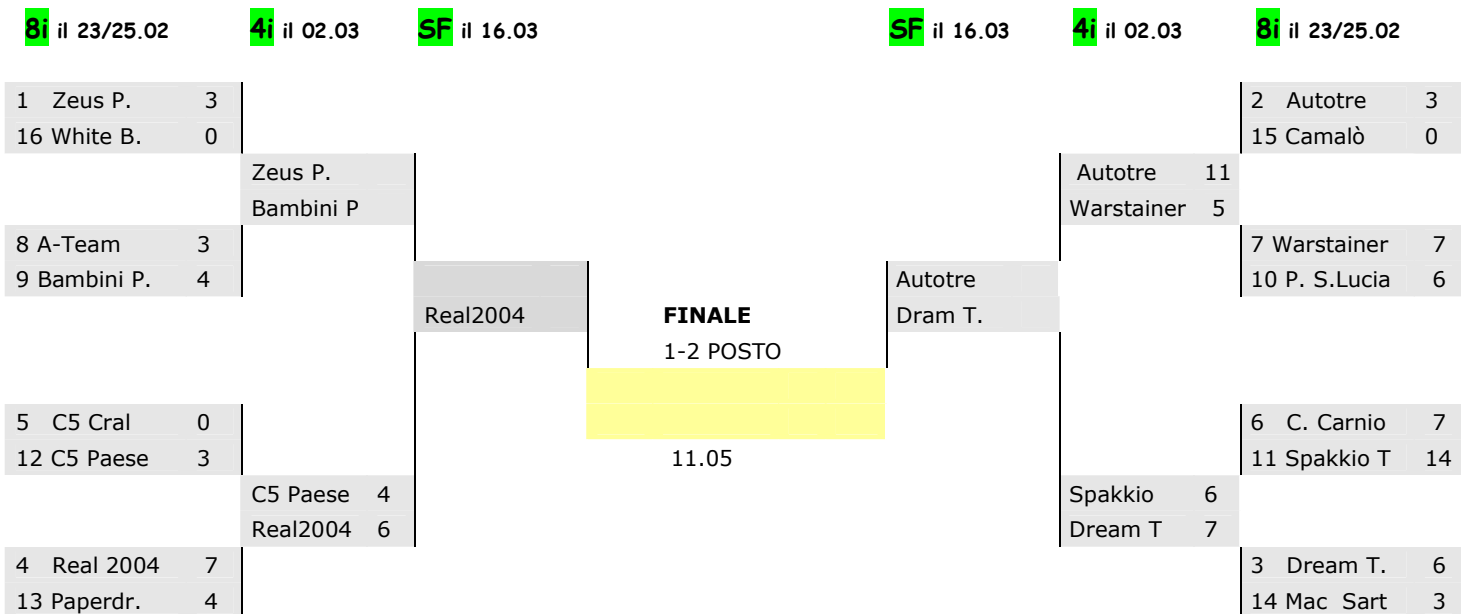 8i il 23/25.02 4i il 02.03 SF il 16.03 SF il 16.03 4i il 02.03 8i il 23/25.02
1 Zeus P. 3 2 Autotre 3
16 White B. 0 15 Camalò 0
Zeus P. Autotre 11
Bambini P Warstainer 5
8 A-Team 3 7 Warstainer 7
9 Bambini P. 4 Autotre 10 P. S.Lucia 6
Real2004 FINALE Dram T.
1-2 POSTO
5 C5 Cral 0 6 C. Carnio 7
12 C5 Paese 3 11.05 11 Spakkio T 14
C5 Paese 4 Spakkio 6
Real2004 6 Dream T 7
4 Real 2004 7 3 Dream T. 6
13 Paperdr. 4 14 Mac Sart 3